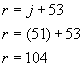 r = j + 53
r = (51) + 53
r = 104